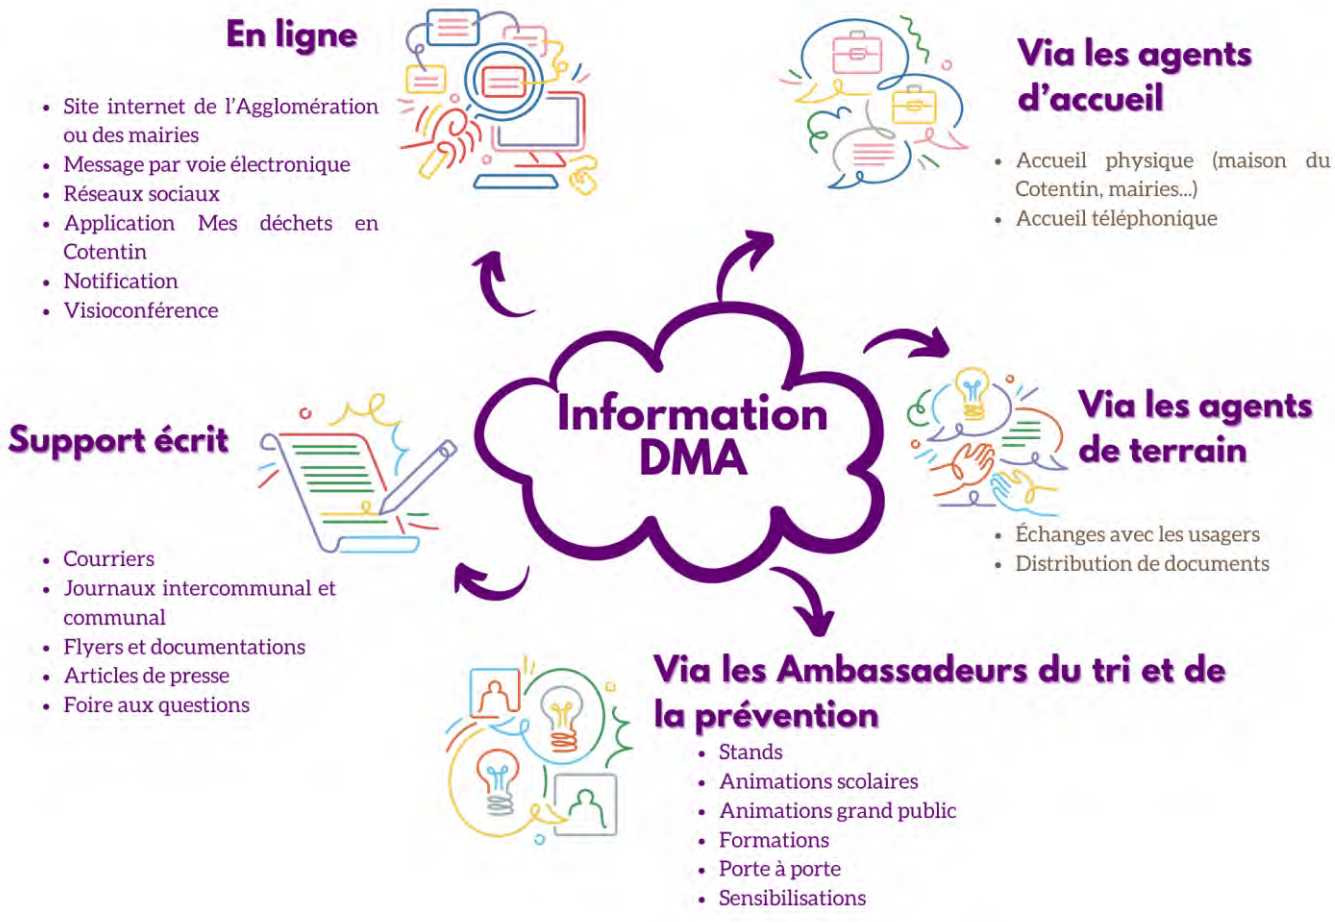 En ligne
• Site internet de l’Agglomération
ou des mairies
• Message par voie électronique
• Réseaux sociaux
• Application Mes déchets en
Cotentin
• Notification
• Visioconférence
Via les agents
d’accueil
• Accueil physique (maison du
Cotentin, mairies...)
• Accueil téléphonique
Information
DMA
Via les agents
de terrain
• Échanges avec les usagers
• Distribution de documents
Support écrit
• Courriers
• Journaux intercommunal et
communal
• Flyers et documentations
• Articles de presse
• Foire aux questions
Via les Ambassadeurs du tri et de
la prévention
• Stands
• Animations scolaires
• Animations grand public
• Formations
• Porte à porte
• Sensibilisations